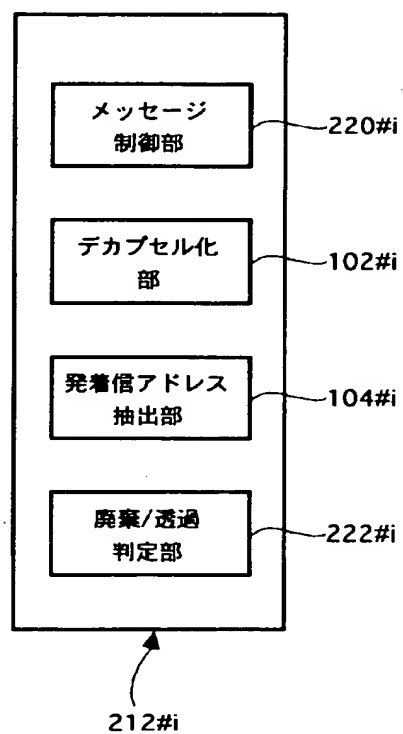 メッセージ
制御部
220#i
デカプセル化
部
102#i
発着信アドレス
抽出部
104#i
廃棄/透過
判定部
222#i
212#i